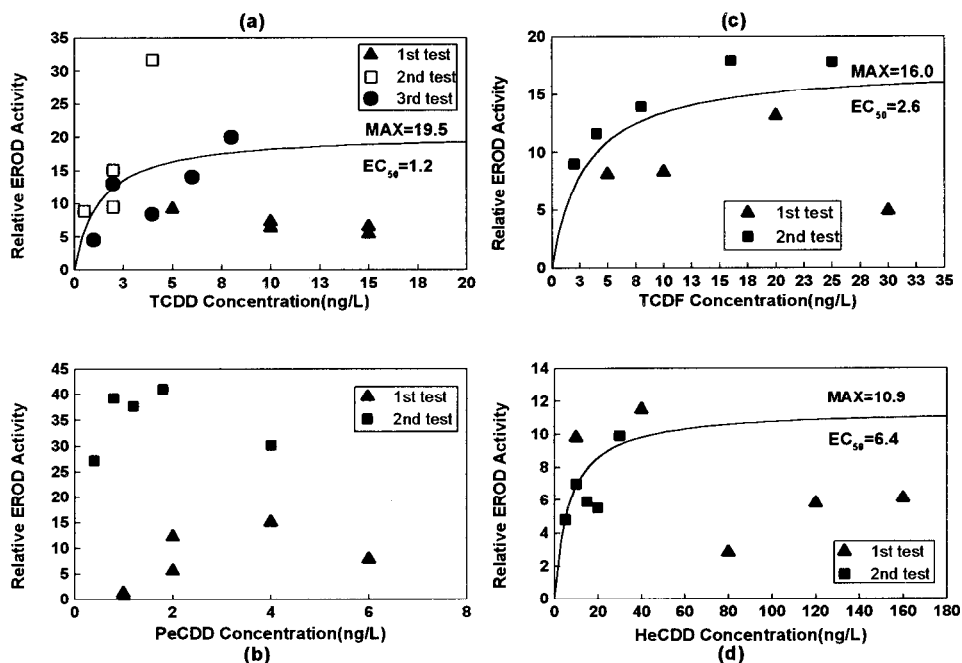 (a)
Relative EROD Activity
35
30
25
20
15
10
5
0
1st test
2nd test
3rd test
MAX=19.5
EC50=1.2
0 3 5 8 10 13 15 18 20
TCDD Concentration(ng/L)
(c)
Relative EROD Activity
20
15
10
5
0
MAX=16.0
EC50=2.6
1st test
2nd test
0 3 5 8 10 13 15 18 20 23 25 28 30 33 35
TCDF Concentration(ng/L)
Relative EROD Activity
45
40
35
30
25
20
15
10
5
0
1st test
2nd test
0 2 4 6 8
PeCDD Concentration(ng/L)
(b)
Relative EROD Activity
14
12
10
8
6
4
2
0
MAX=10.9
EC50=6.4
1st test
2nd test
0 20 40 60 80 100 120 140 160 180
HeCDD Concentration(ng/L)
(d)